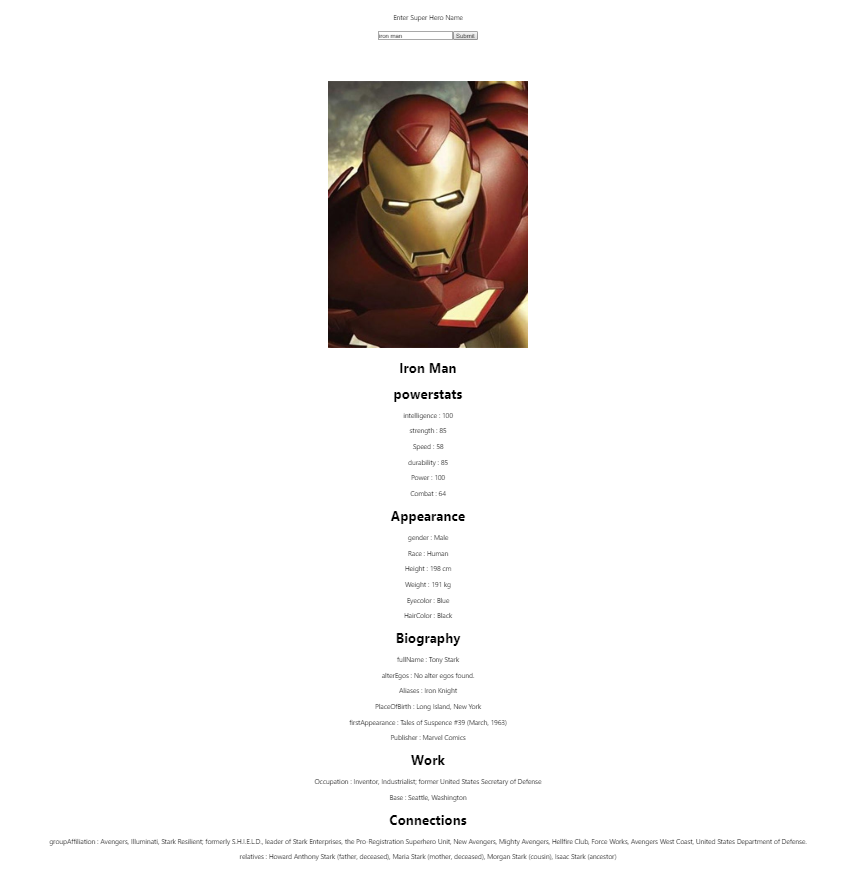 Enter Super Hero Name
iron man Submit
Iron Man
powerstats
intelligence : 100
strength : 85
Speed : 58
durability : 85
Power : 100
Combat : 64
Appearance
gender : Male
Race : Human
Height : 198 cm
Weight : 191 kg
Eyecolor : Blue
HairColor : Black
Biography
fullName : Tony Stark
alterEgos : No alter egos found.
Aliases : Iron Knight
PlaceOfBirth : Long Island, New York
firstAppearance : Tales of Suspence #39 (March, 1963)
Publisher : Marvel Comics
Work
Occupation : Inventor, Industrialist; former United States Secretary of Defense
Base : Seattle, Washington
Connections
groupAffiliation : Avengers, Illuminati, Stark Resilient; formerly S.H.I.E.L.D., leader of Stark Enterprises, the Pro-Registration Superhero Unit, New Avengers, Mighty Avengers, Hellfire Club, Force Works, Avengers West Coast, United States Department of Defense.
relatives : Howard Anthony Stark (father, deceased), Maria Stark (mother, deceased), Morgan Stark (cousin), Isaac Stark (ancestor)